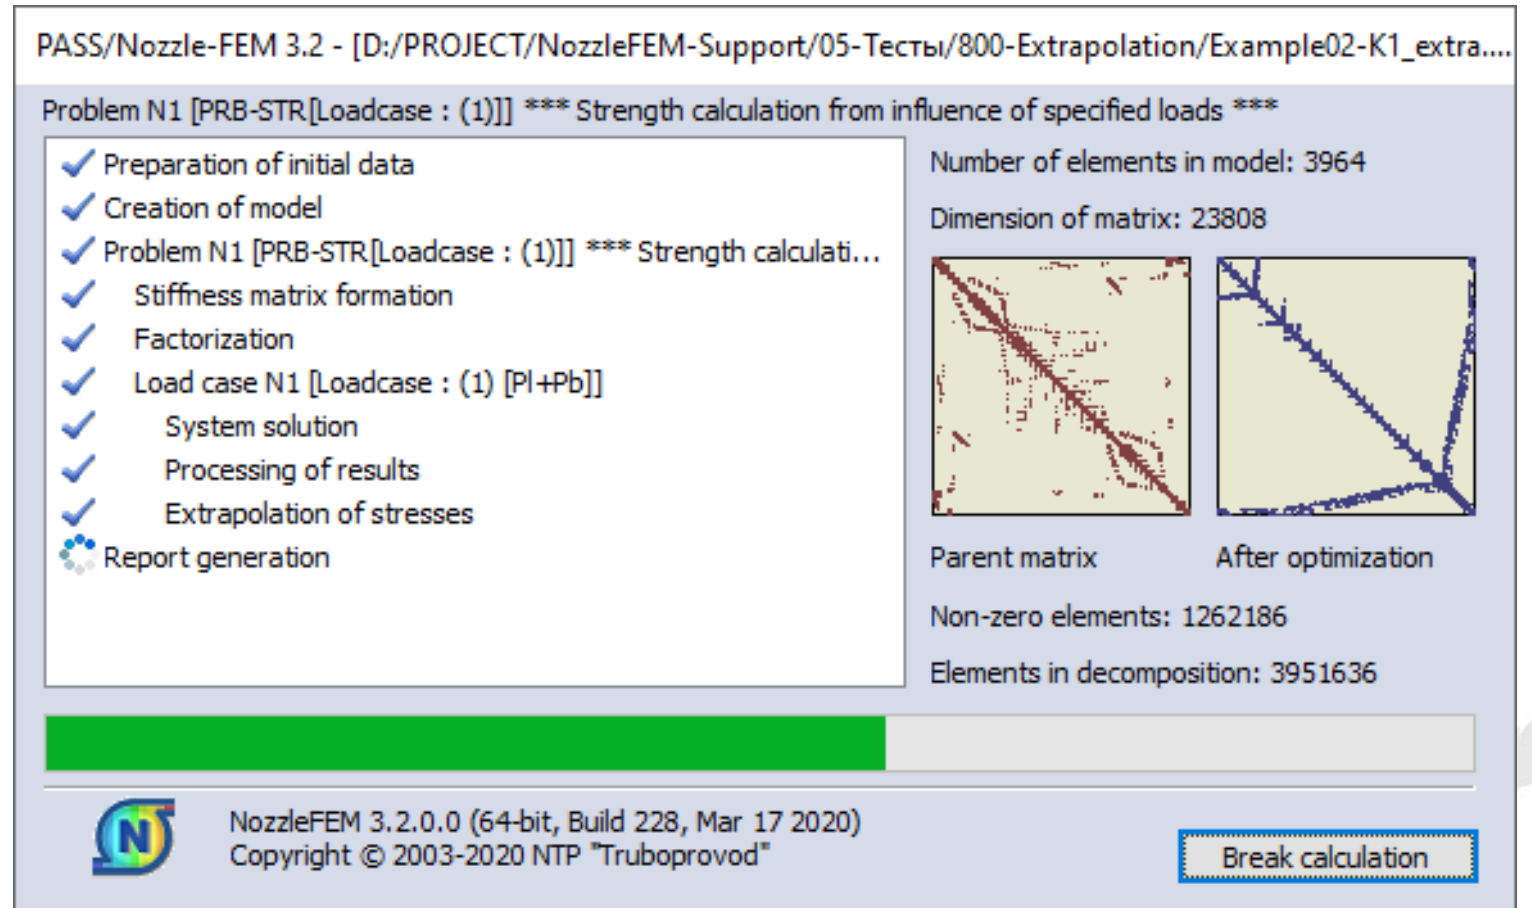 PASS/Nozzle-FEM 3.2 - [D:/PROJECT/NozzleFEM-Support/05-Тесты/800-Extrapolation/Example02-K1_extra....
Problem N1 [PRB-STR[Loadcase : (1)]] *** Strength calculation from influence of specified loads ***
Preparation of initial data
Creation of model
Problem N1 [PRB-STR[Loadcase : (1)]] *** Strength calculati...
Stiffness matrix formation
Factorization
Load case N1 [Loadcase : (1) [Pl+Pb]]
System solution
Processing of results
Extrapolation of stresses
Report generation
Number of elements in model: 3964
Dimension of matrix: 23808
Parent matrix
After optimization
Non-zero elements: 1262186
Elements in decomposition: 3951636
N
NozzleFEM 3.2.0.0 (64-bit, Build 228, Mar 17 2020)
Copyright © 2003-2020 NTP "Truboprovod"
Break calculation